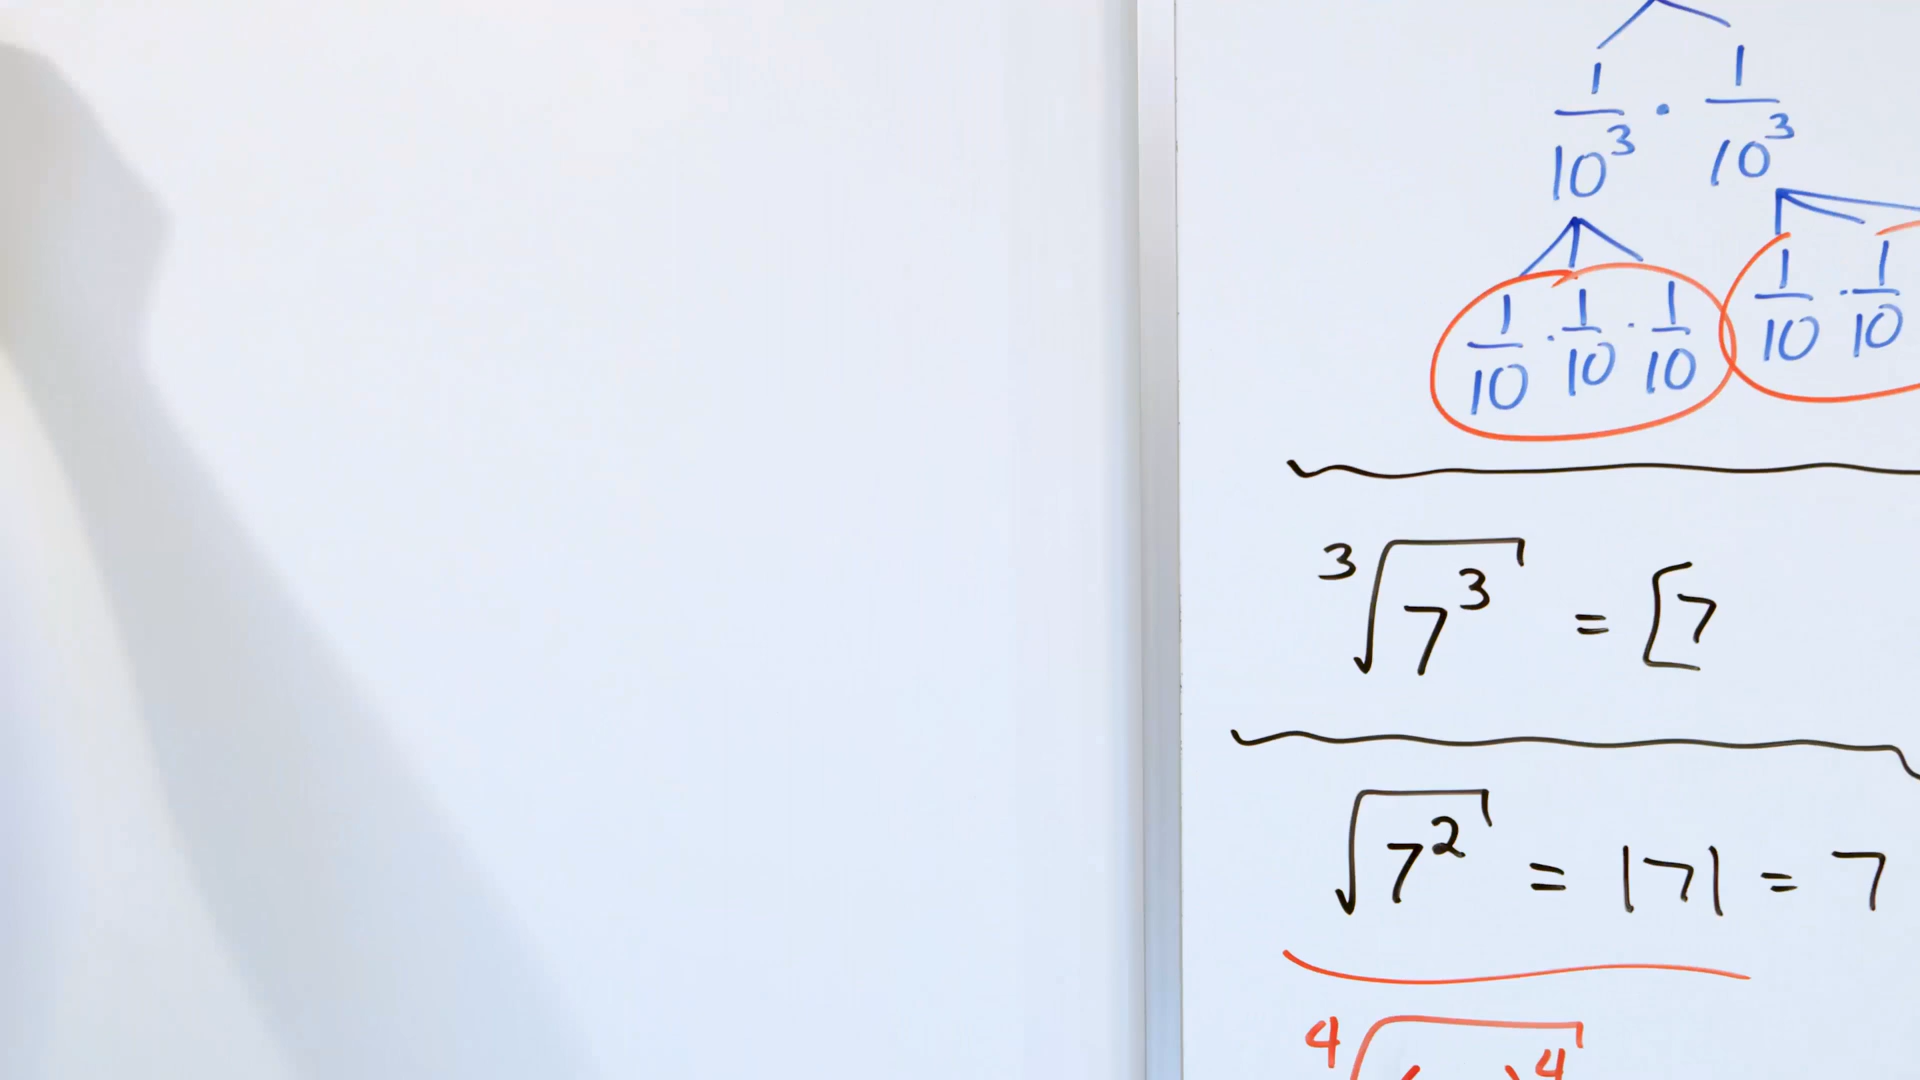 1/10³ · 1/10³
1/10 · 1/10 · 1/10 1/10 · 1/10
³√7³ = [7
√7² = |7| = 7
⁴√( )⁴